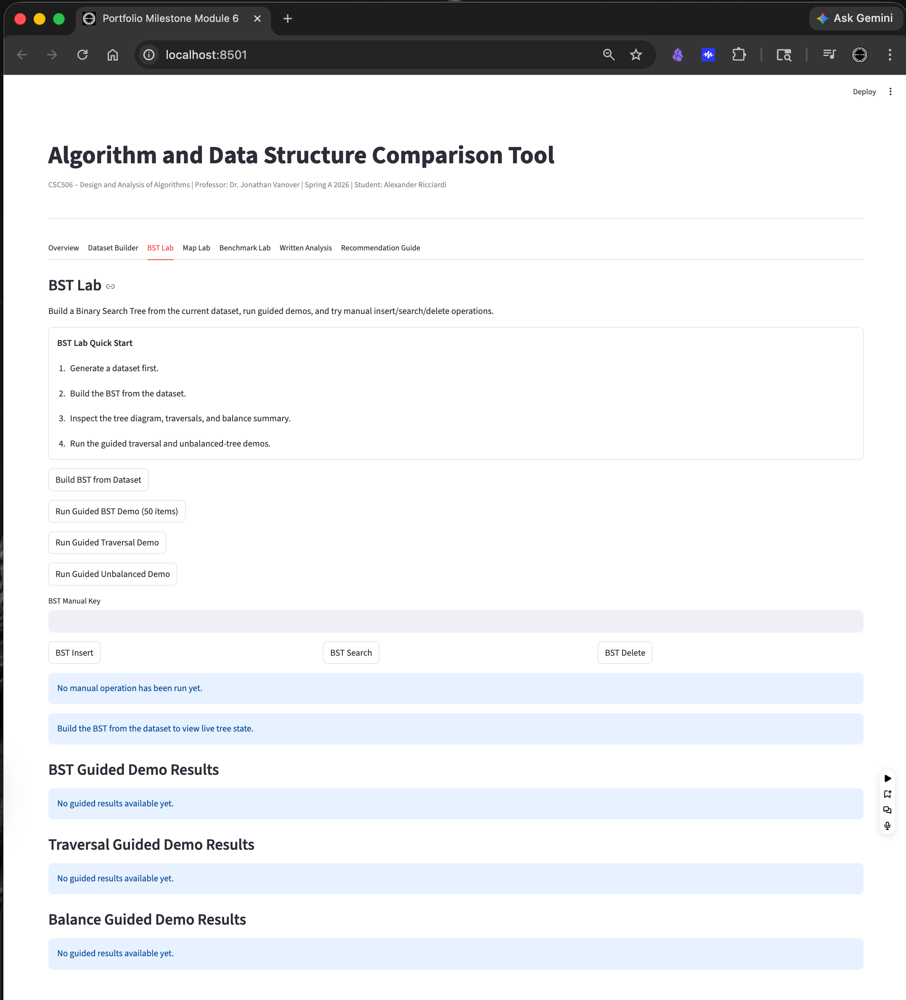 Portfolio Milestone Module 6
Ask Gemini
localhost:8501
Deploy
Algorithm and Data Structure Comparison Tool
CSC506 – Design and Analysis of Algorithms | Professor: Dr. Jonathan Vanover | Spring A 2026 | Student: Alexander Ricciardi
Overview Dataset Builder BST Lab Map Lab Benchmark Lab Written Analysis Recommendation Guide
BST Lab
Build a Binary Search Tree from the current dataset, run guided demos, and try manual insert/search/delete operations.
BST Lab Quick Start
1. Generate a dataset first.
2. Build the BST from the dataset.
3. Inspect the tree diagram, traversals, and balance summary.
4. Run the guided traversal and unbalanced-tree demos.
Build BST from Dataset
Run Guided BST Demo (50 items)
Run Guided Traversal Demo
Run Guided Unbalanced Demo
BST Manual Key
BST Insert BST Search BST Delete
No manual operation has been run yet.
Build the BST from the dataset to view live tree state.
BST Guided Demo Results
No guided results available yet.
Traversal Guided Demo Results
No guided results available yet.
Balance Guided Demo Results
No guided results available yet.